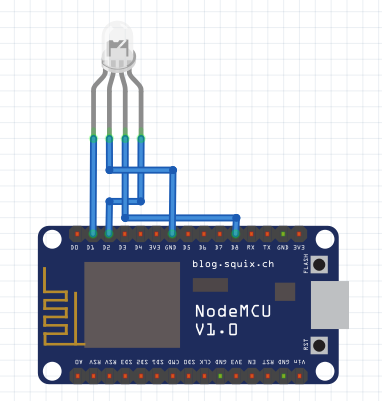 D0 D1 D2 D3 D4 3V3 GND D5 D6 D7 D8 RX TX GND 3V3
FLASH
blog.squix.ch
NodeMCU
V1.0
RST
A0 RSV RSV SD3 SD2 SD1 CMD SD0 CLK GND 3V3 EN RST GND Vin